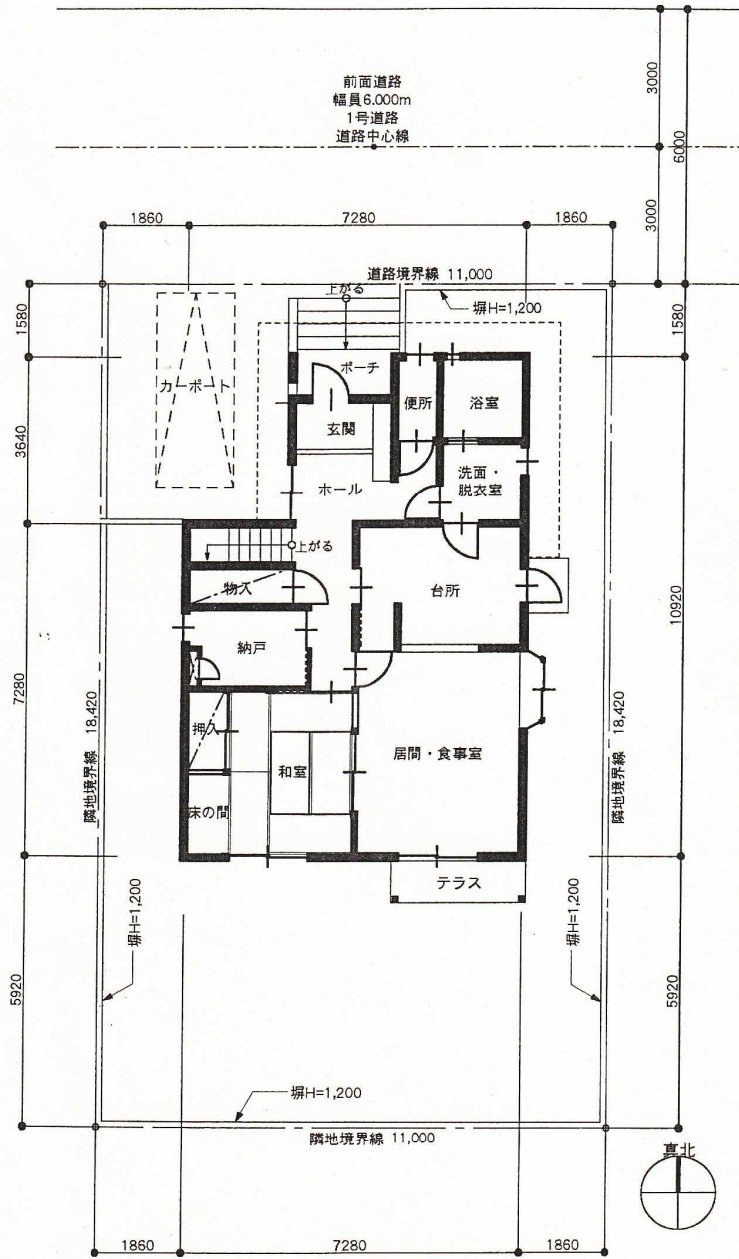 前面道路
幅員6.000m
1号道路
道路中心線
3000
6000
3000
1860
7280
1860
道路境界線 11,000
上がる
塀H=1,200
1580
1580
ポーチ
カーポート
便所
浴室
玄関
3640
ホール
洗面・
脱衣室
上がる
物入
台所
納戸
10920
7280
隣地境界線 18,420
隣地境界線 18,420
押入
和室
居間・食事室
床の間
テラス
塀H=1,200
塀H=1,200
5920
5920
塀H=1,200
隣地境界線 11,000
真北
1860
7280
1860